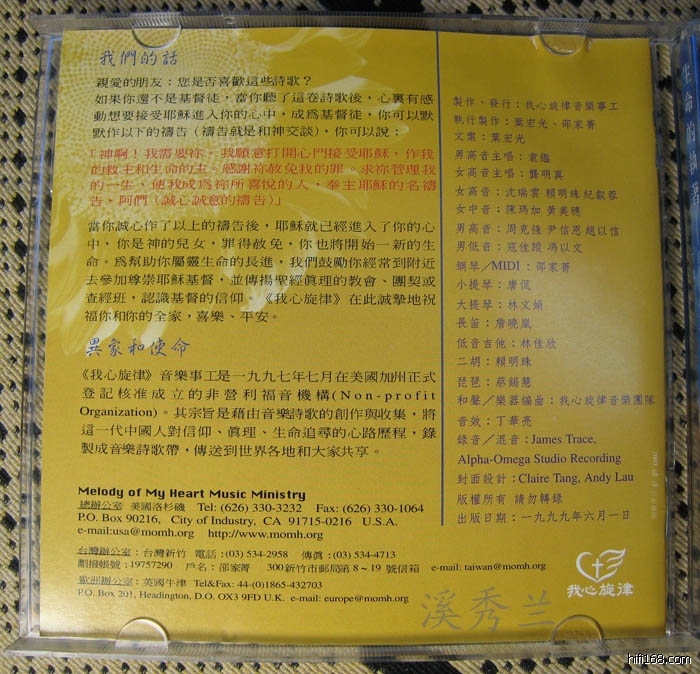 我們的話
親愛的朋友：您是否喜歡這些詩歌？
如果你還不是基督徒，當你聽了這卷詩歌後，心裏有感
動想要接受耶穌進入你的心中，成爲基督徒，你可以默
默作以下的禱告（禱告就是和神交談），你可以說：
「神啊！我需要祢，我願意打開心門接受耶穌，作我
的救主和生命的主。感謝祢赦免我的罪。求祢管理我
的一生，使我成爲祢所喜悅的人，奉主耶穌的名禱
告，阿們（誠心誠意的禱告）」
當你誠心作了以上的禱告後，耶穌就已經進入了你的心
中，你是神的兒女，罪得赦免，你也將開始一新的生
命。爲幫助你屬靈生命的長進，我們鼓勵你經常到附近
去參加尊崇耶穌基督，並傳揚聖經眞理的教會、團契或
查經班，認識基督的信仰。《我心旋律》在此誠摯地祝
福你和你的全家，喜樂、平安。
異家和使命
《我心旋律》音樂事工是一九九七年七月在美國加州正式
登記核准成立的非營利福音機構(Non-profit
Organization)。其宗旨是藉由音樂詩歌的創作與收集，將
這一代中國人對信仰、眞理、生命追尋的心路歷程，錄
製成音樂詩歌帶，傳送到世界各地和大家共享。
Melody of My Heart Music Ministry
總辦公室 美國洛杉磯 Tel: (626) 330-3232 Fax: (626) 330-1064
P.O. Box 90216, City of Industry, CA 91715-0216 U.S.A.
e-mail:usa@momh.org http://www.momh.org
台灣辦公室：台灣新竹 電話：(03) 534-2958 傳眞：(03) 534-4713
劃撥帳號：19757290 戶名：邵家菁 300新竹市郵局第8～19 號信箱 e-mail: taiwan@momh.org
歐洲辦公室：英國牛津 Tel&Fax: 44-(0)1865-432703
P.O. Box 201, Headington, D.O. OX3 9FD U.K. e-mail: europe@momh.org
製作、發行：我心旋律音樂事工
執行製作：葉宏光、邵家菁
文案：葉宏光
男高音主唱：袁鑑
女高音主唱：龔明真
女高音：沈瑞雲 賴明珠 紀叡蓉
女中音：陳瑪加 黃美穗
男高音：周克強 尹信恩 趙以信
男低音：寇佳蹤 馮以文
鋼琴／MIDI：邵家菁
小提琴：唐侃
大提琴：林文娟
長笛：詹曉嵐
低音吉他：林佳欣
二胡：賴明珠
琵琶：蔡錫慧
和聲／樂器編曲：我心旋律音樂團隊
音效：丁華亮
錄音／混音：James Trace,
Alpha-Omega Studio Recording
封面設計：Claire Tang, Andy Lau
版權所有 請勿轉錄
出版日期：一九九九年六月一日
我心旋律
溪秀兰
hifi168.com